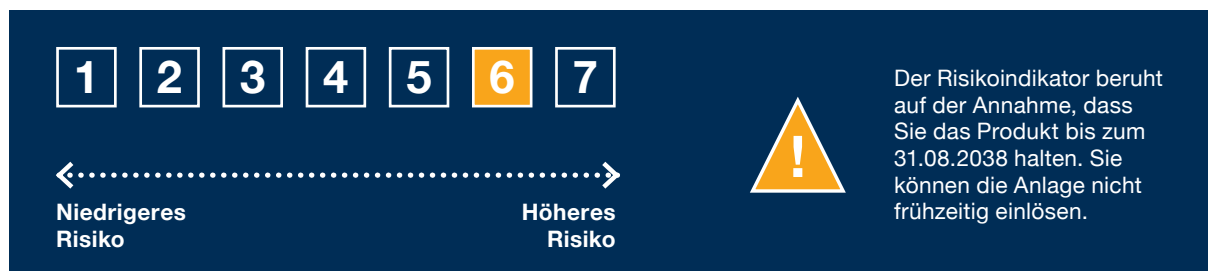 1 2 3 4 5 6 7
Niedrigeres
Risiko
Höheres
Risiko
!
Der Risikoindikator beruht
auf der Annahme, dass
Sie das Produkt bis zum
31.08.2038 halten. Sie
können die Anlage nicht
frühzeitig einlösen.